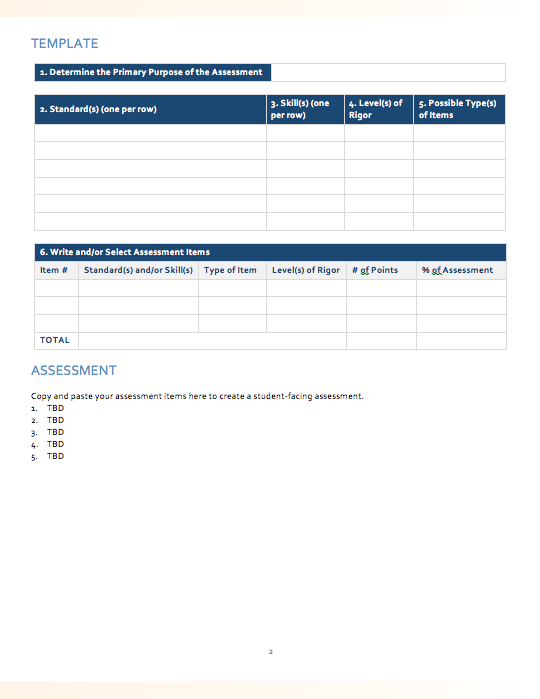 TEMPLATE
1. Determine the Primary Purpose of the Assessment
2. Standard(s) (one per row)
3. Skill(s) (one per row)
4. Level(s) of Rigor
5. Possible Type(s) of Items
6. Write and/or Select Assessment Items
Item # Standard(s) and/or Skill(s) Type of Item Level(s) of Rigor # of Points % of Assessment
TOTAL
ASSESSMENT
Copy and paste your assessment items here to create a student-facing assessment.
1. TBD
2. TBD
3. TBD
4. TBD
5. TBD
2